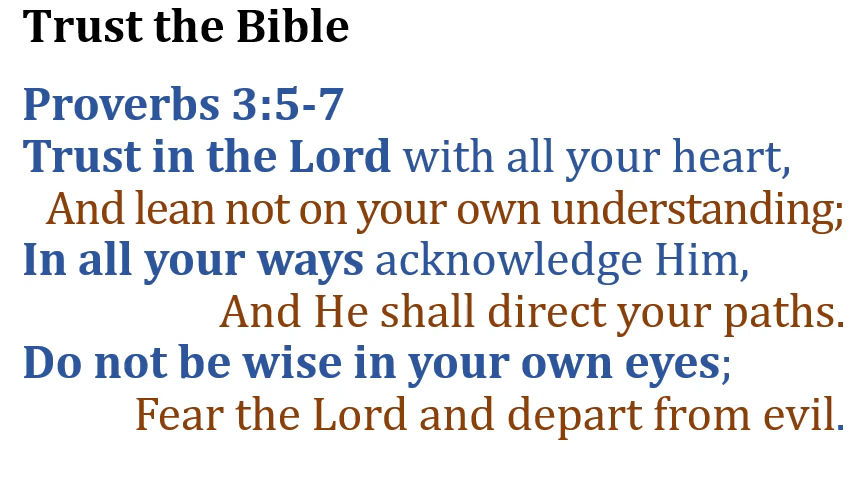 Trust the Bible
Proverbs 3:5-7
Trust in the Lord with all your heart,
And lean not on your own understanding;
In all your ways acknowledge Him,
And He shall direct your paths.
Do not be wise in your own eyes;
Fear the Lord and depart from evil.